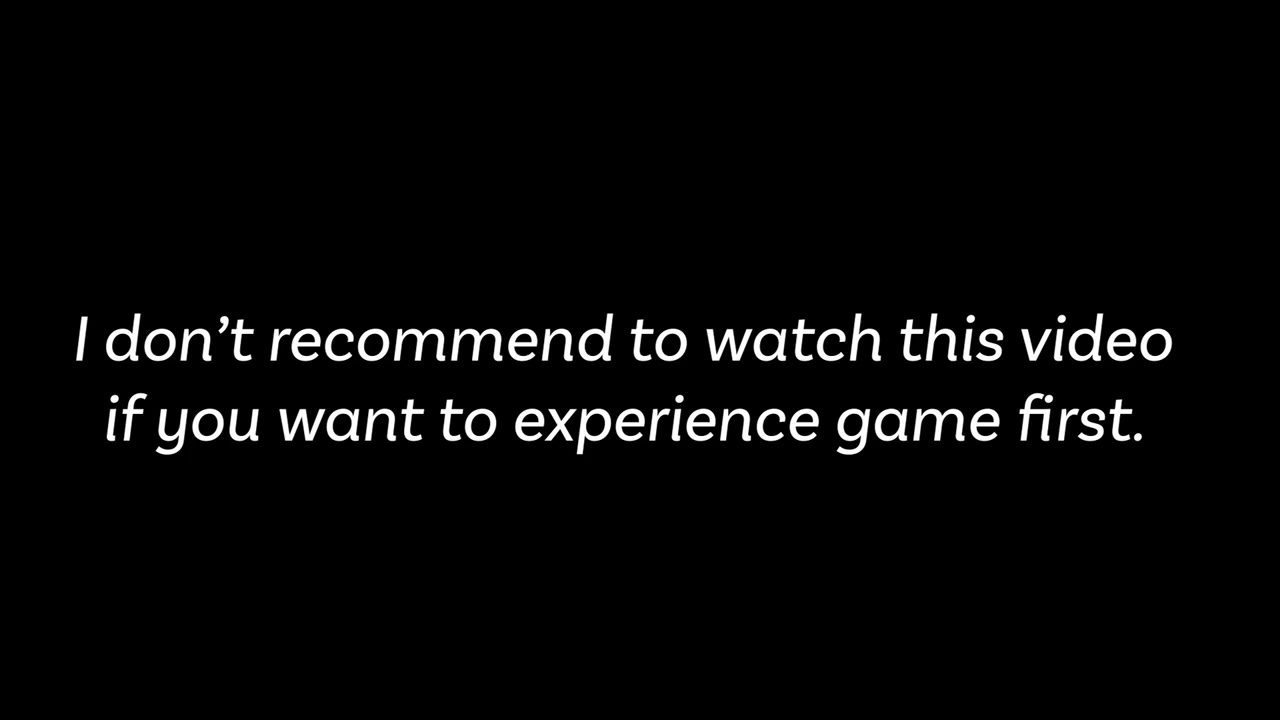 I don’t recommend to watch this video
if you want to experience game first.